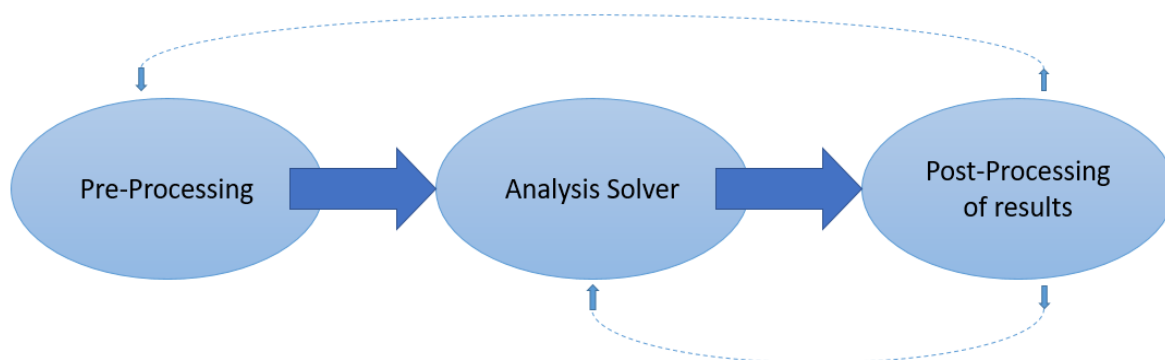 Pre-Processing
Analysis Solver
Post-Processing
of results